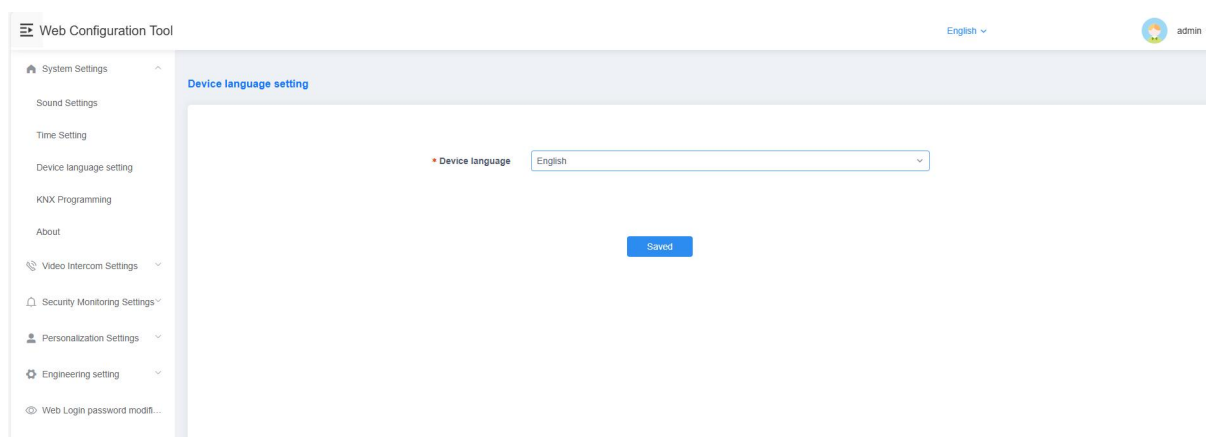 Web Configuration Tool
English
admin
System Settings
Sound Settings
Time Setting
Device language setting
KNX Programming
About
Video Intercom Settings
Security Monitoring Settings
Personalization Settings
Engineering setting
Web Login password modifi...
Device language setting
* Device language
English
Saved